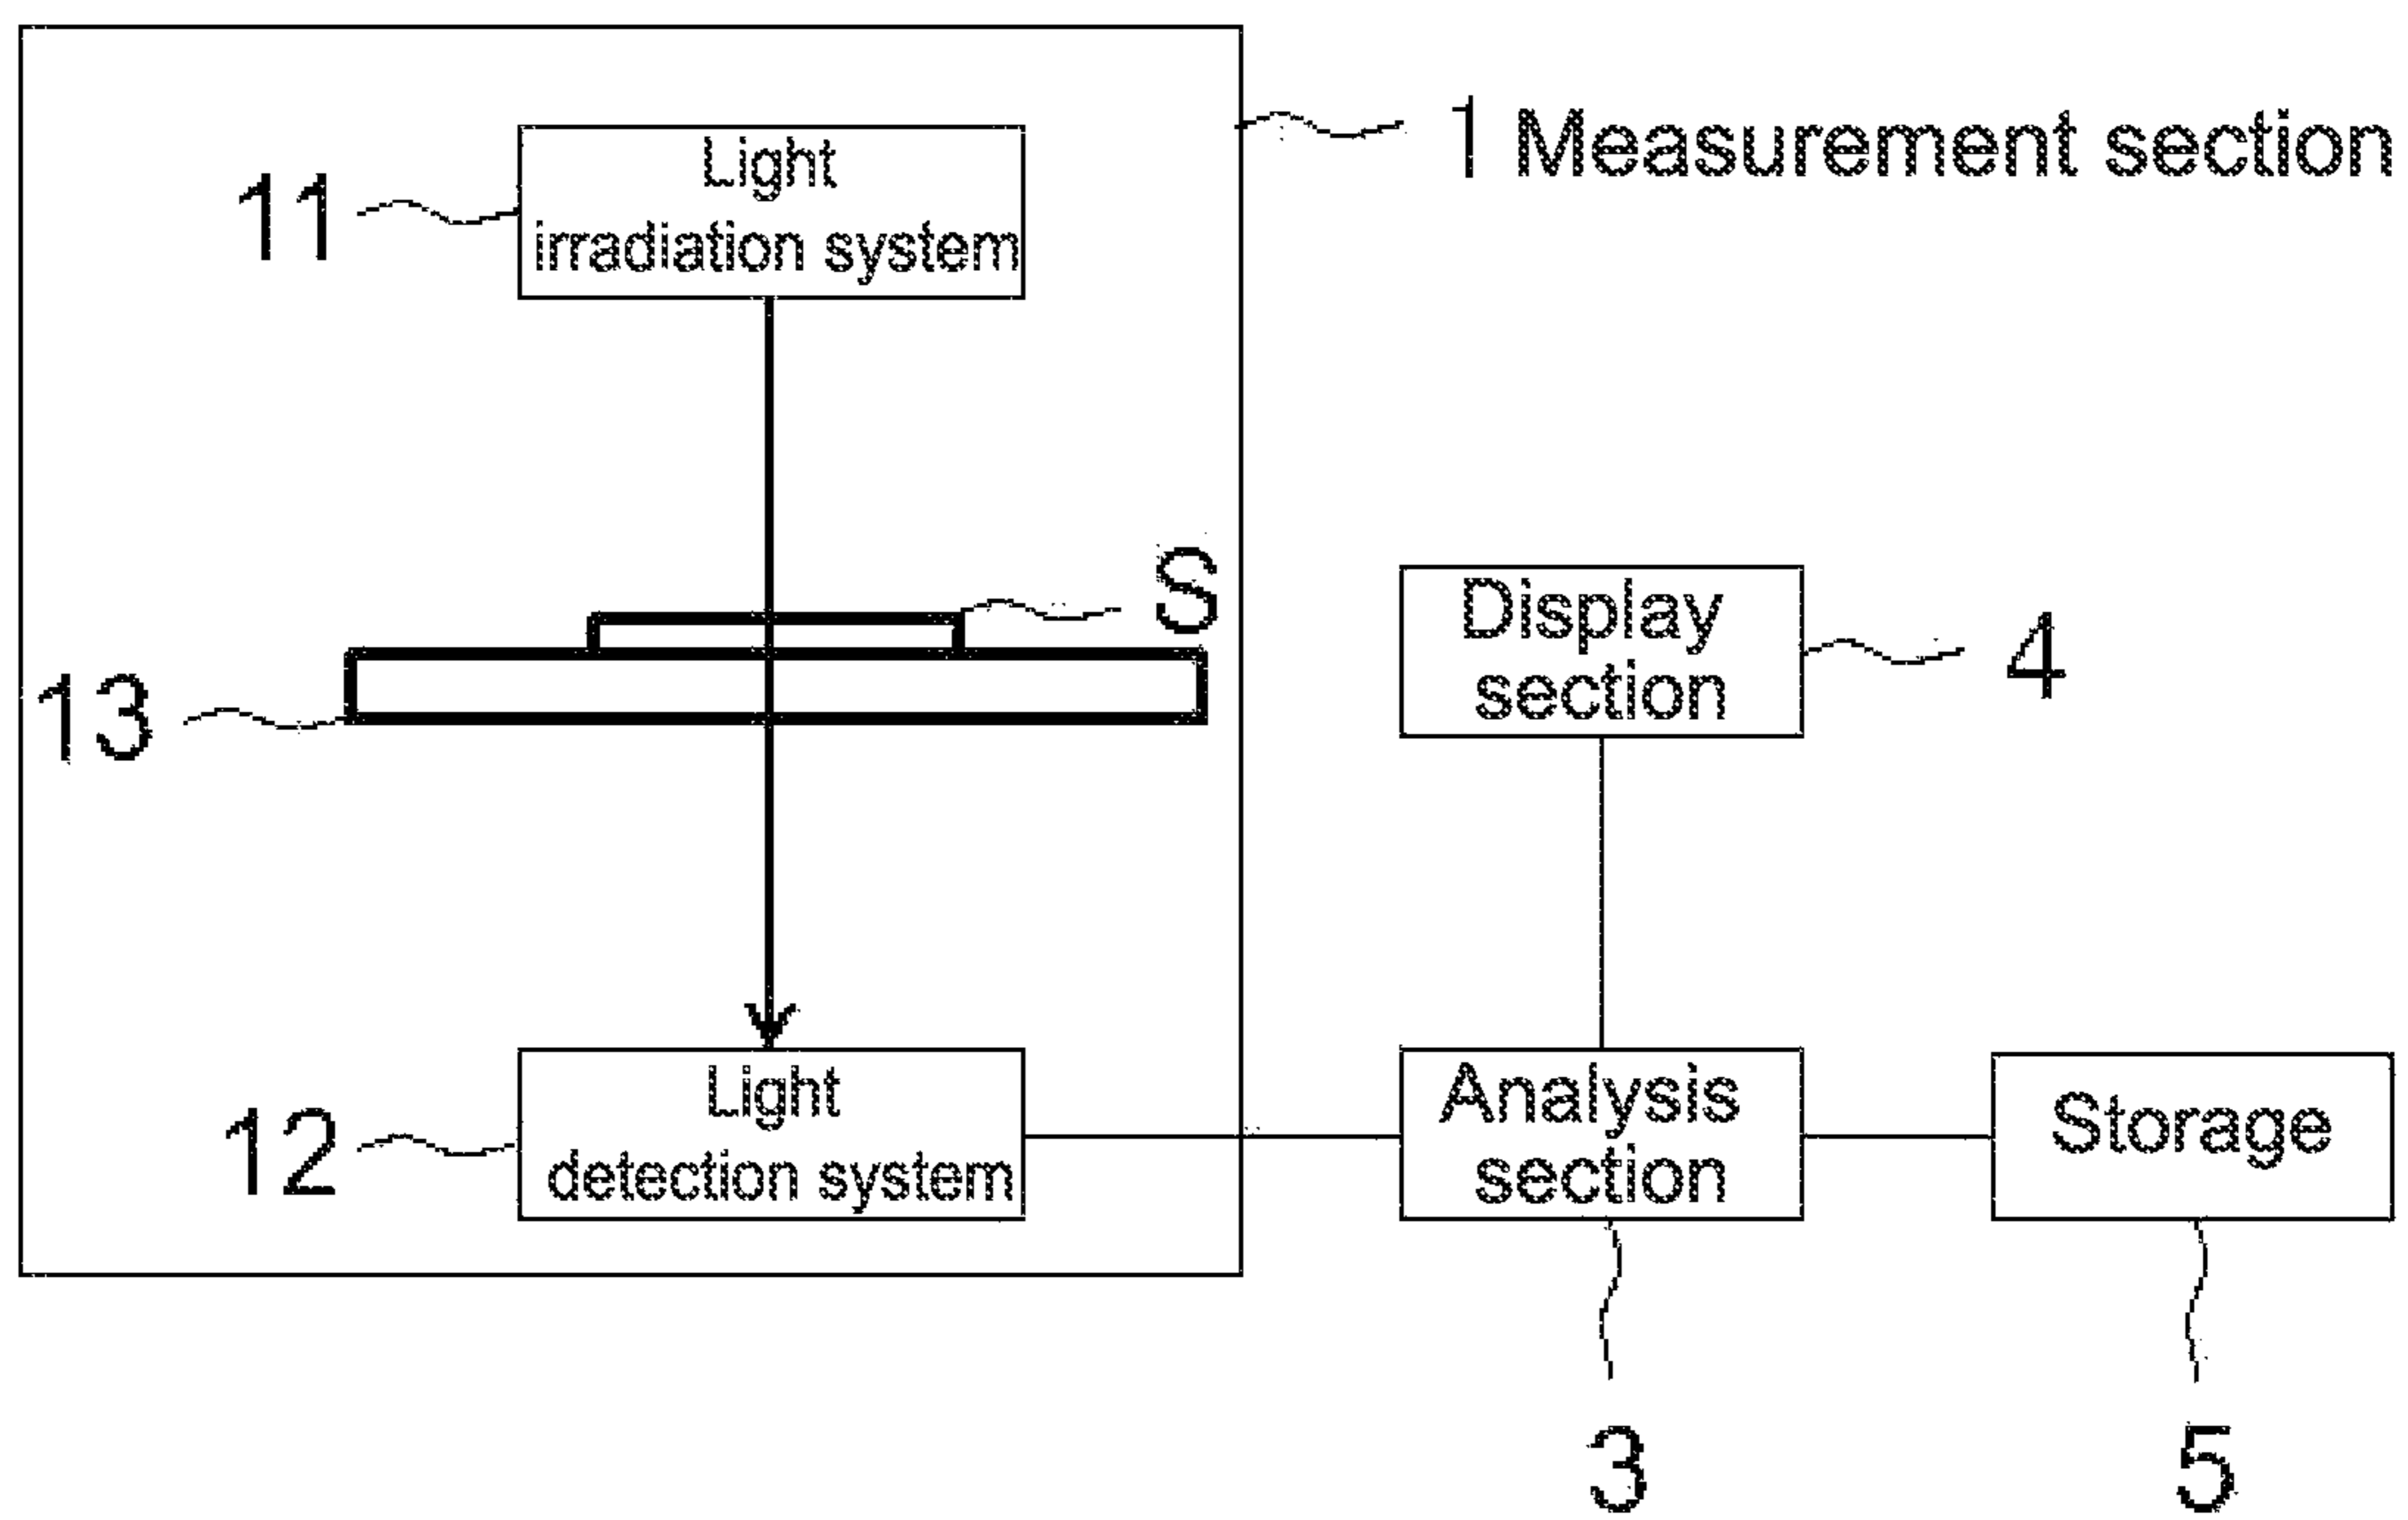 1 Measurement section
Light
irradiation system
11
S
13
Display
section
4
Light
detection system
12
Analysis
section
Storage
3
5